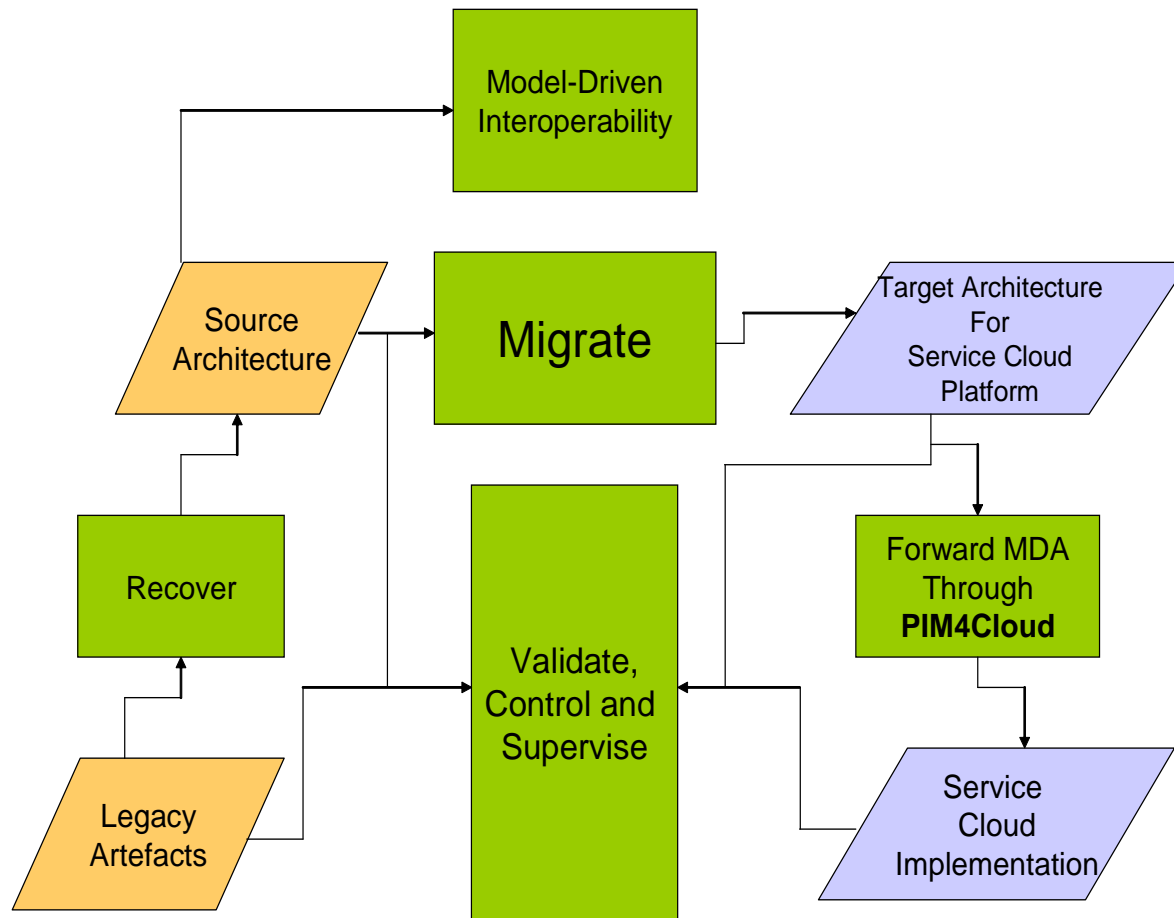 Model-Driven
Interoperability
Source
Architecture
Migrate
Target Architecture
For
Service Cloud
Platform
Recover
Validate,
Control and
Supervise
Forward MDA
Through
PIM4Cloud
Legacy
Artefacts
Service
Cloud
Implementation